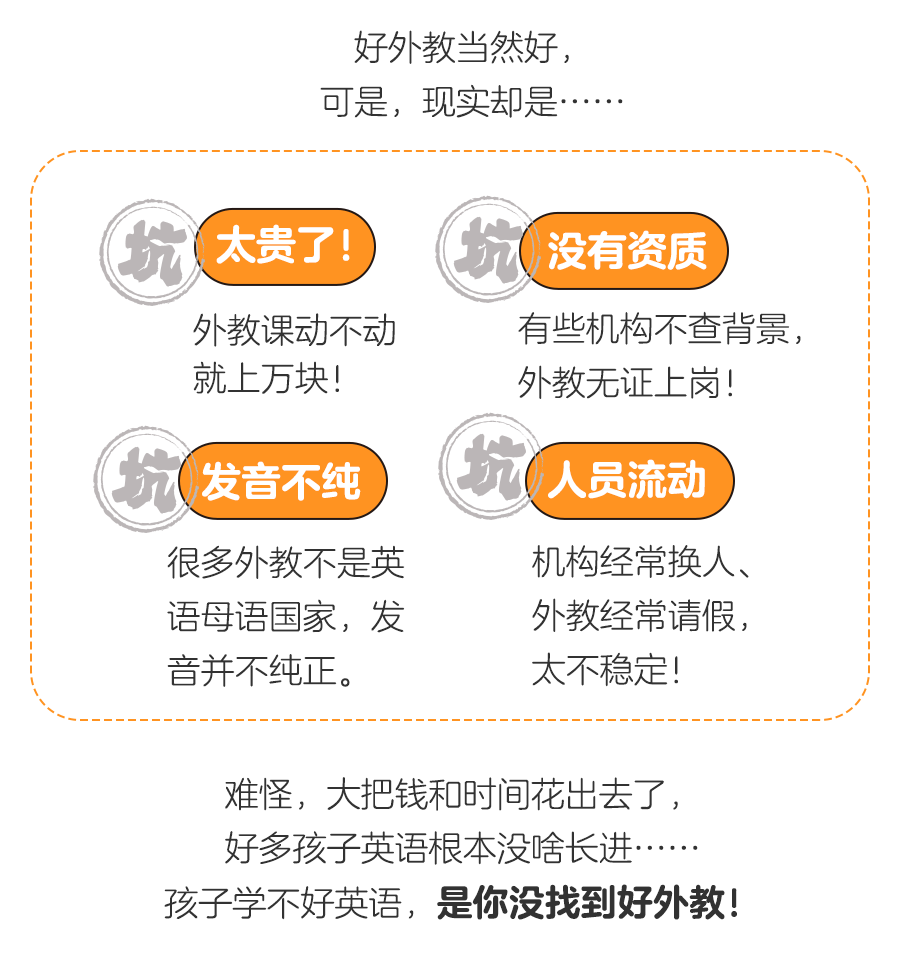 好外教当然好，
可是，现实却是……
坑 太贵了！
外教课动不动
就上万块！
坑 没有资质
有些机构不查背景，
外教无证上岗！
坑 发音不纯
很多外教不是英
语母语国家，发
音并不纯正。
坑 人员流动
机构经常换人、
外教经常请假，
太不稳定！
难怪，大把钱和时间花出去了，
好多孩子英语根本没啥长进……
孩子学不好英语，是你没找到好外教！